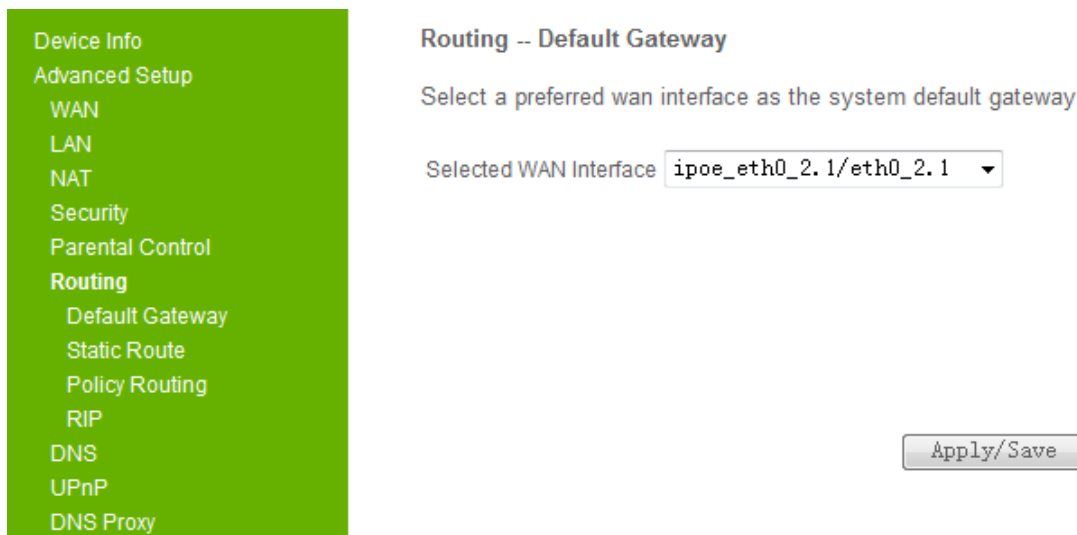 Device Info
Advanced Setup
WAN
LAN
NAT
Security
Parental Control
Routing
Default Gateway
Static Route
Policy Routing
RIP
DNS
UPnP
DNS Proxy
Routing -- Default Gateway
Select a preferred wan interface as the system default gateway
Selected WAN Interface ipoe_eth0_2.1/eth0_2.1
Apply/Save